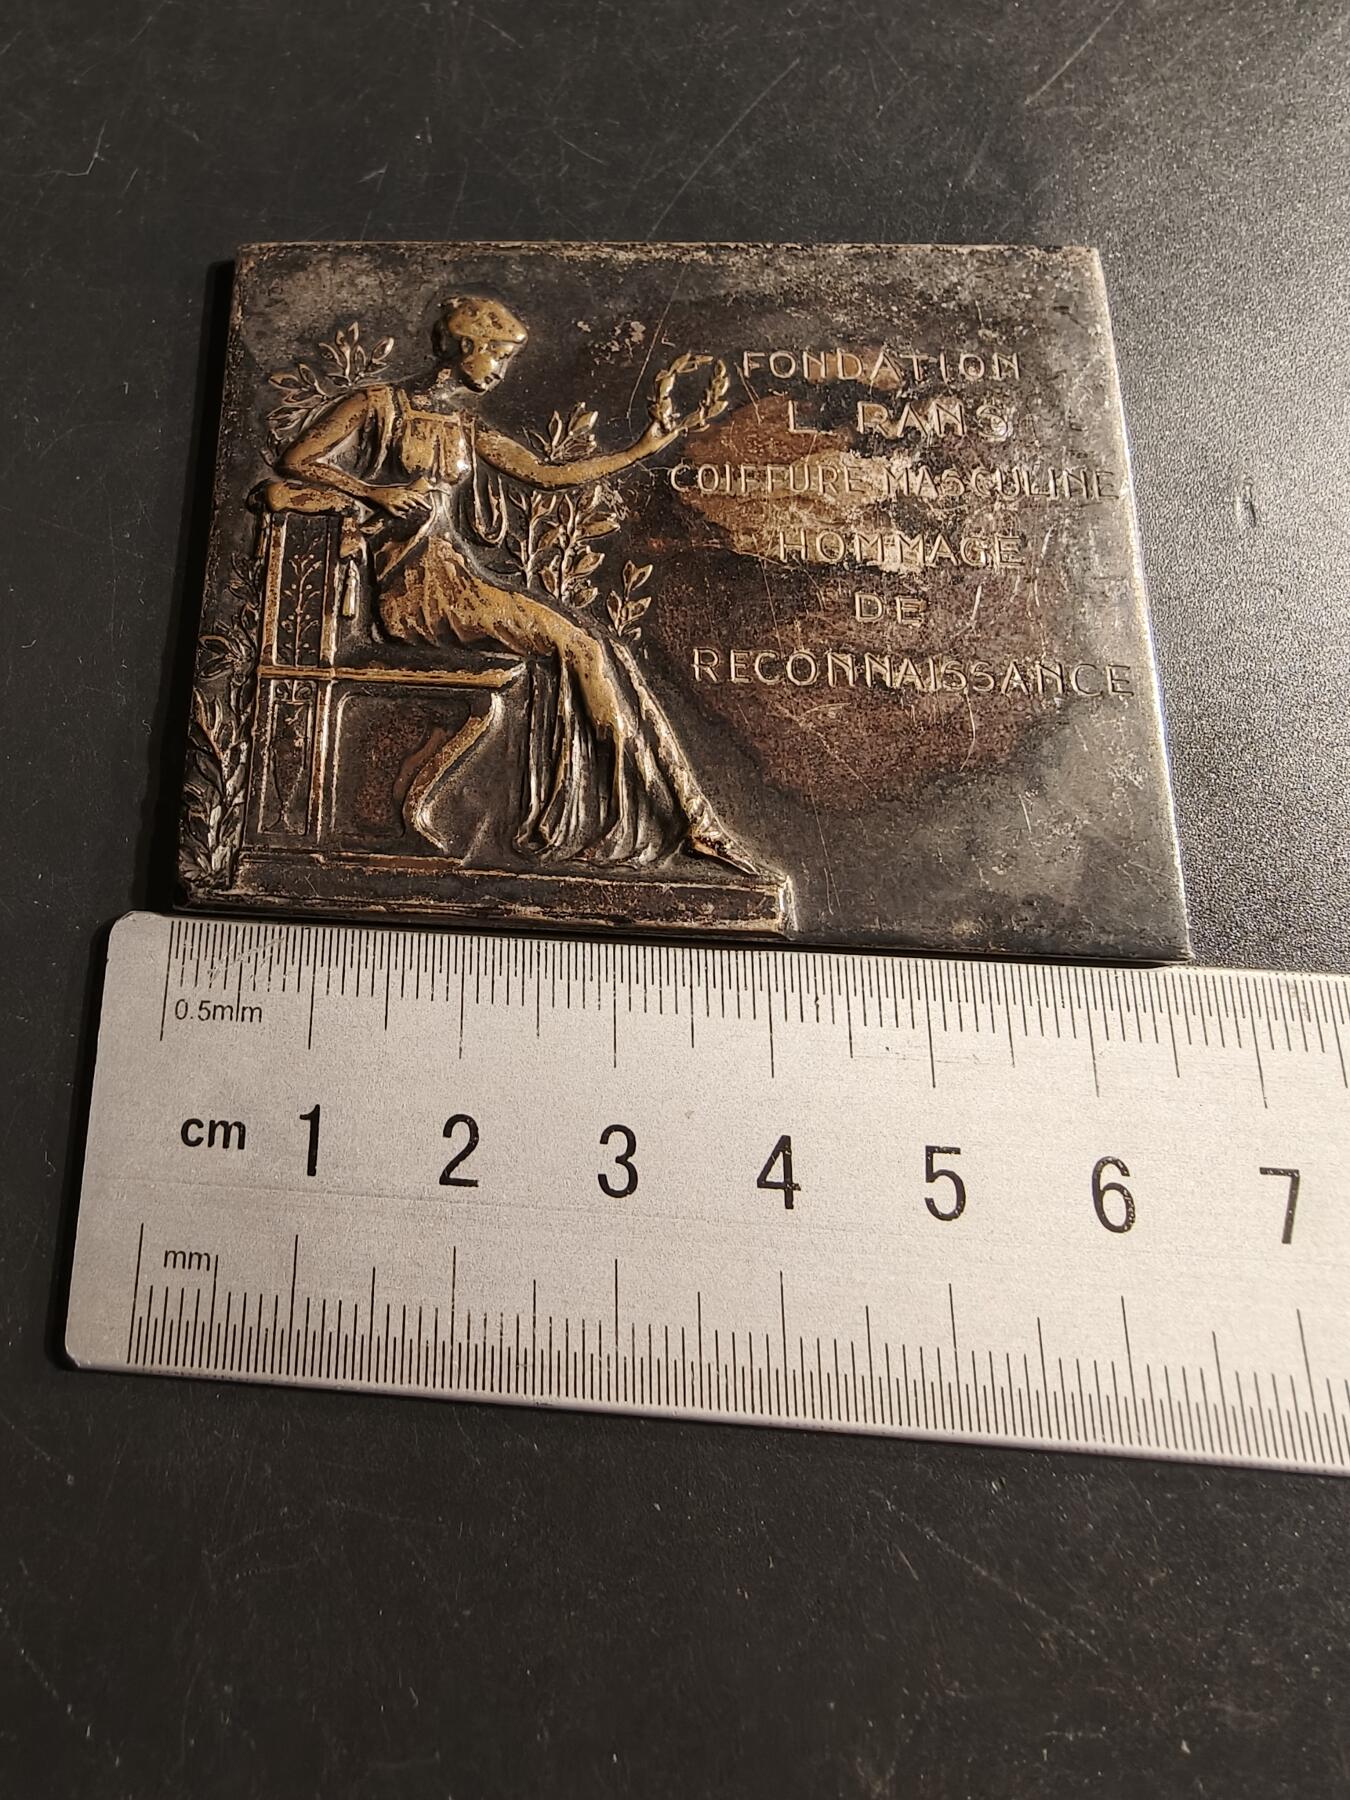 FONDATION
L. RANS
COIFFURE MASCULINE
HOMMAGE
DE
RECONNAISSANCE
0.5mm
cm 1 2 3 4 5 6 7
mm